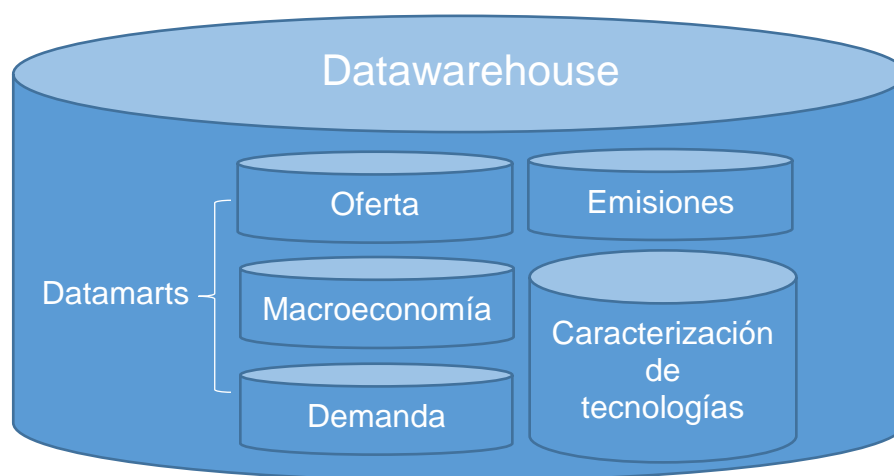 Datawarehouse
Oferta
Emisiones
Datamarts
Macroeconomía
Caracterización
de
tecnologías
Demanda